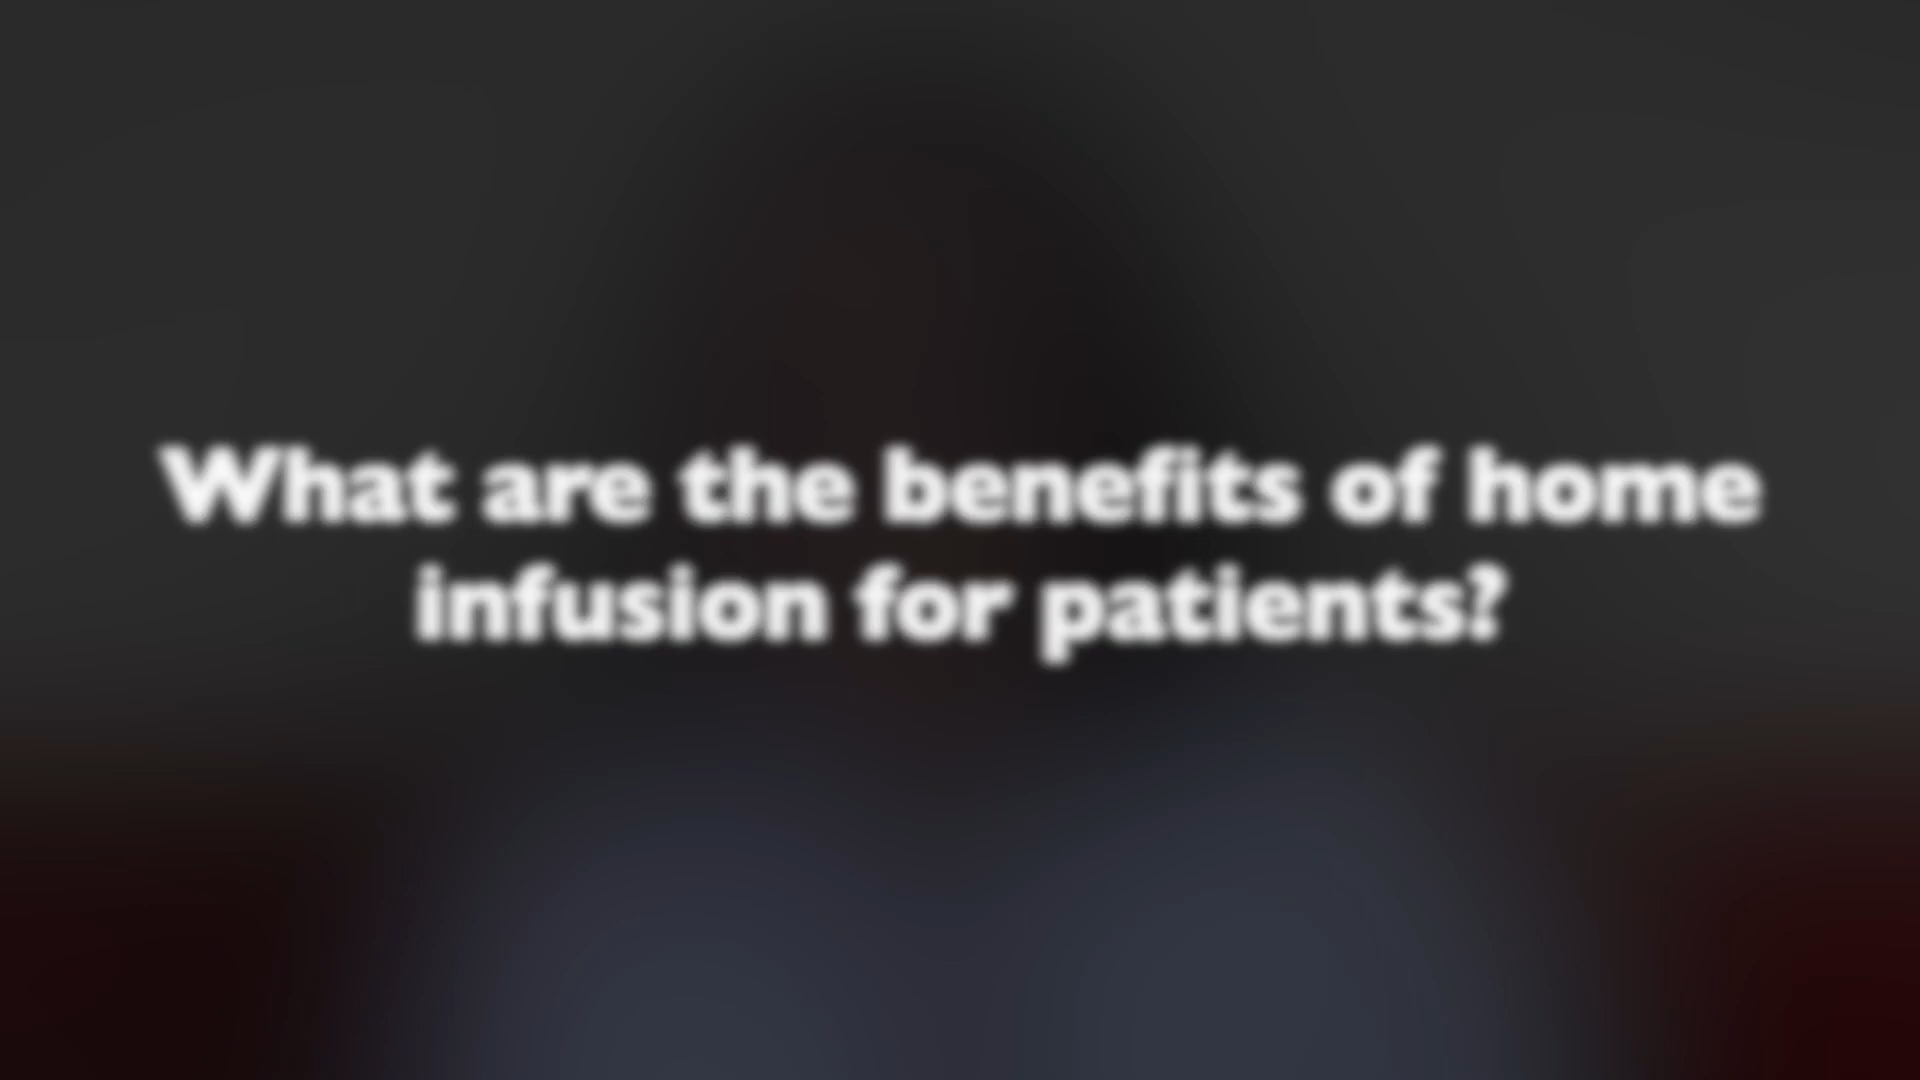 What are the benefits of home
infusion for patients?